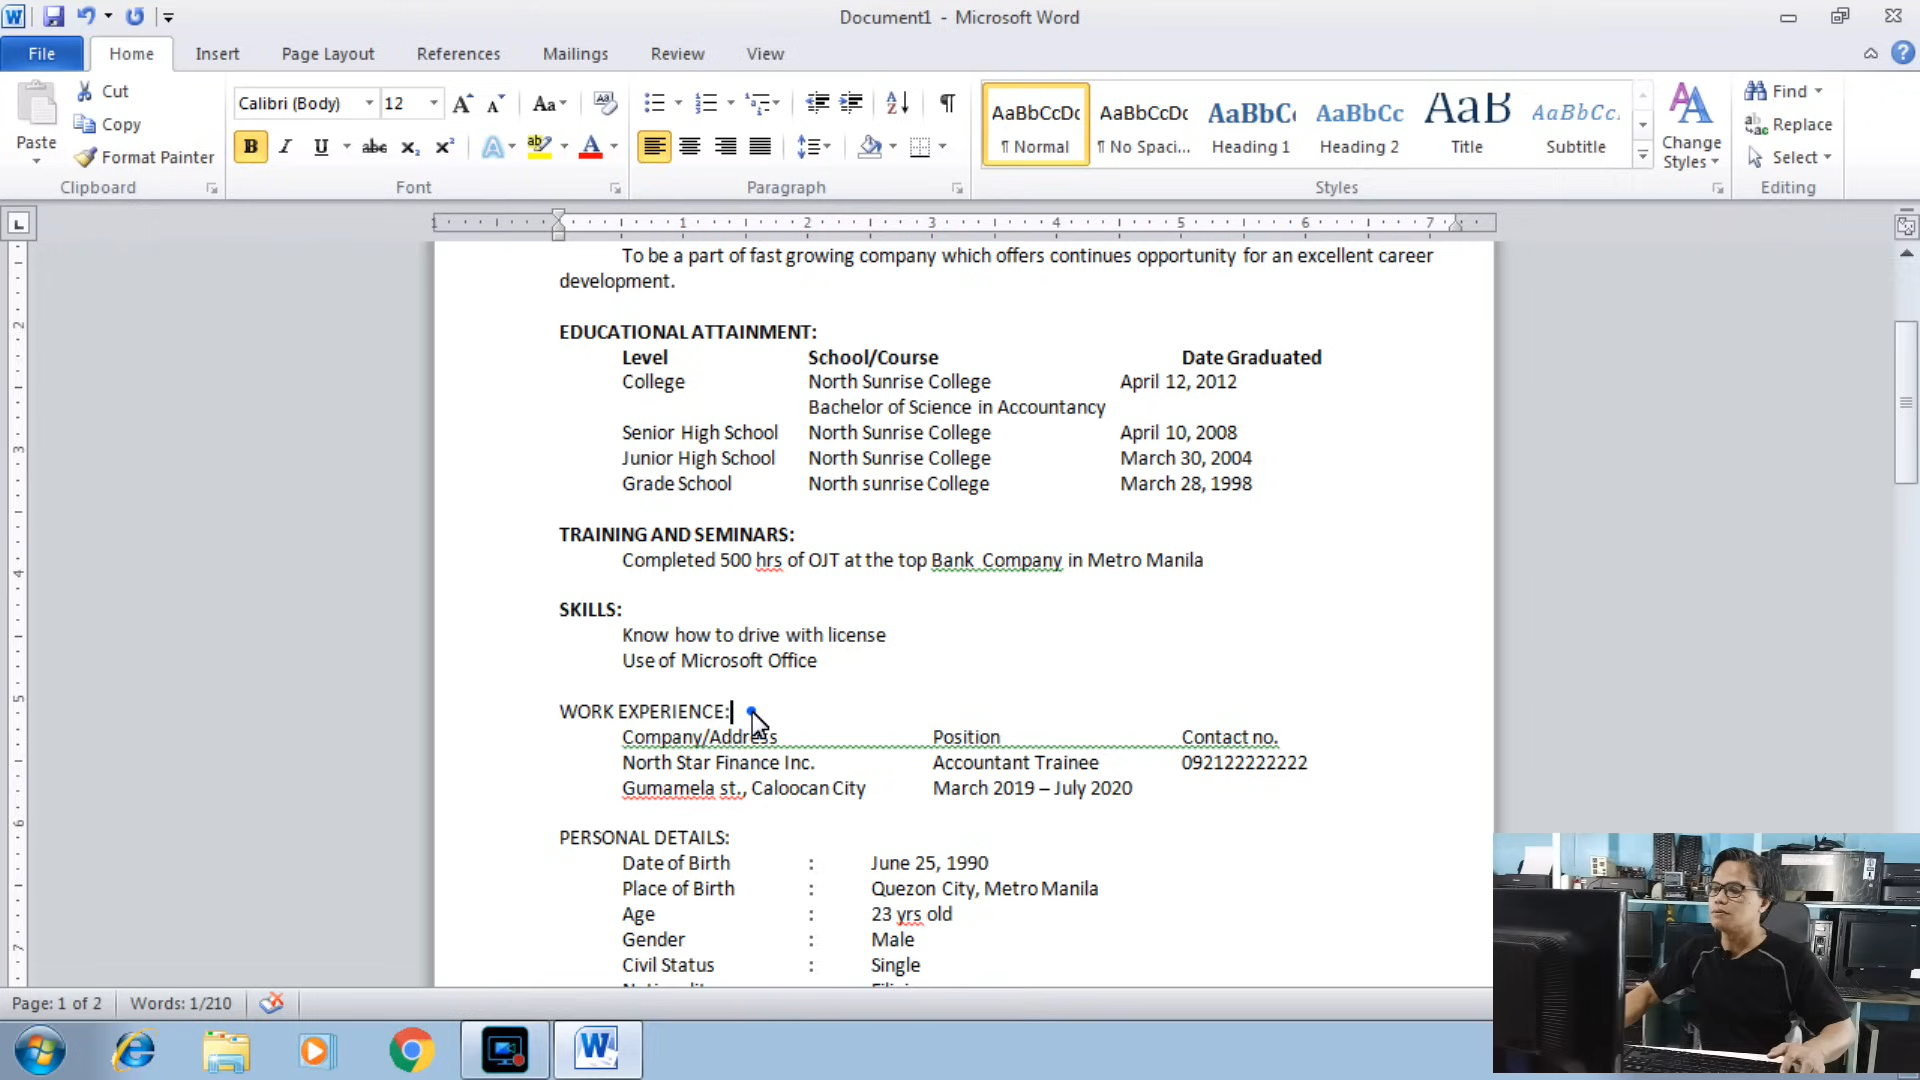 Document1 - Microsoft Word
File Home Insert Page Layout References Mailings Review View
Paste
Cut
Copy
Format Painter
Clipboard
Calibri (Body) 12
Font
Paragraph
AaBbCcDc AaBbCcDc AaBbC AaBbCc AaB AaBbCc.
¶ Normal ¶ No Spaci... Heading 1 Heading 2 Title Subtitle
Change Styles
Styles
Find
Replace
Select
Editing
1 1 2 3 4 5 6 7
To be a part of fast growing company which offers continues opportunity for an excellent career
development.
EDUCATIONAL ATTAINMENT:
Level School/Course Date Graduated
College North Sunrise College April 12, 2012
Bachelor of Science in Accountancy
Senior High School North Sunrise College April 10, 2008
Junior High School North Sunrise College March 30, 2004
Grade School North sunrise College March 28, 1998
TRAINING AND SEMINARS:
Completed 500 hrs of OJT at the top Bank Company in Metro Manila
SKILLS:
Know how to drive with license
Use of Microsoft Office
WORK EXPERIENCE:
Company/Address Position Contact no.
North Star Finance Inc. Accountant Trainee 092122222222
Gumamela st., Caloocan City March 2019 – July 2020
PERSONAL DETAILS:
Date of Birth : June 25, 1990
Place of Birth : Quezon City, Metro Manila
Age : 23 yrs old
Gender : Male
Civil Status : Single
Page: 1 of 2 Words: 1/210